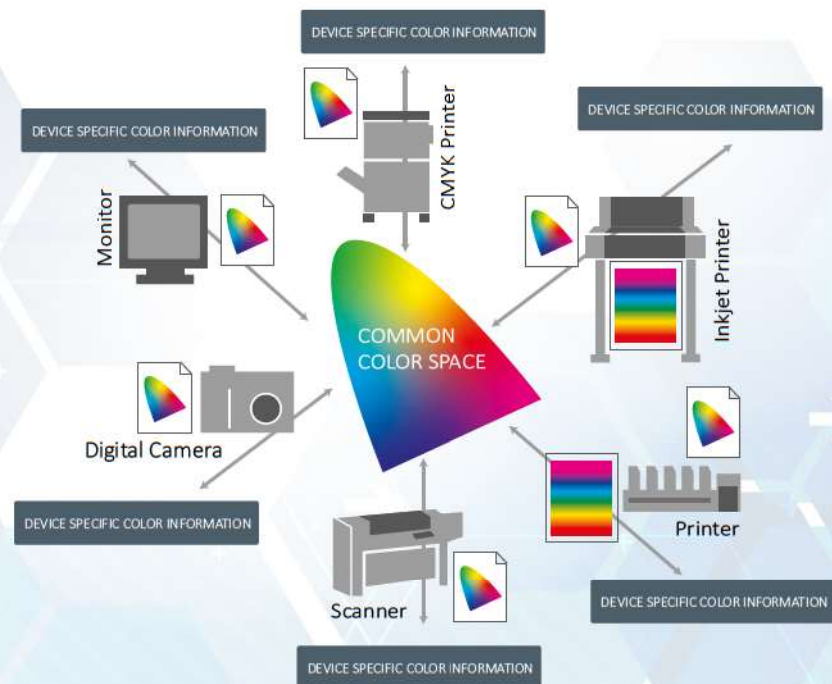 DEVICE SPECIFIC COLOR INFORMATION
DEVICE SPECIFIC COLOR INFORMATION
DEVICE SPECIFIC COLOR INFORMATION
CMYK Printer
Monitor
Inkjet Printer
COMMON
COLOR SPACE
Digital Camera
DEVICE SPECIFIC COLOR INFORMATION
Printer
Scanner
DEVICE SPECIFIC COLOR INFORMATION
DEVICE SPECIFIC COLOR INFORMATION